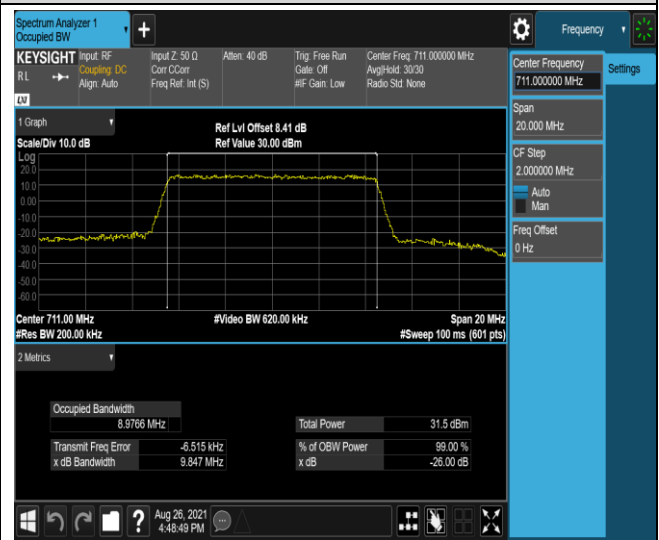 Spectrum Analyzer 1
Occupied BW
Frequency
KEYSIGHT Input: RF Input Z: 50 Ω Atten: 40 dB Trig: Free Run Center Freq: 711.000000 MHz
R L Coupling: DC Corr CCorr Gate: Off Avg|Hold: 30/30
Align: Auto Freq Ref: Int (S) #IF Gain: Low Radio Std: None
LNI
Center Frequency
711.000000 MHz
Settings
Span
20.000 MHz
CF Step
2.000000 MHz
Auto
Man
Freq Offset
0 Hz
1 Graph
Ref Lvl Offset 8.41 dB
Scale/Div 10.0 dB Ref Value 30.00 dBm
Log
20.0
10.0
0.00
-10.0
-20.0
-30.0
-40.0
-50.0
-60.0
Center 711.00 MHz #Video BW 620.00 kHz Span 20 MHz
#Res BW 200.00 kHz #Sweep 100 ms (601 pts)
2 Metrics
Occupied Bandwidth
8.9766 MHz
Total Power 31.5 dBm
Transmit Freq Error -6.515 kHz % of OBW Power 99.00 %
x dB Bandwidth 9.847 MHz x dB -26.00 dB
Aug 26, 2021
4:48:49 PM